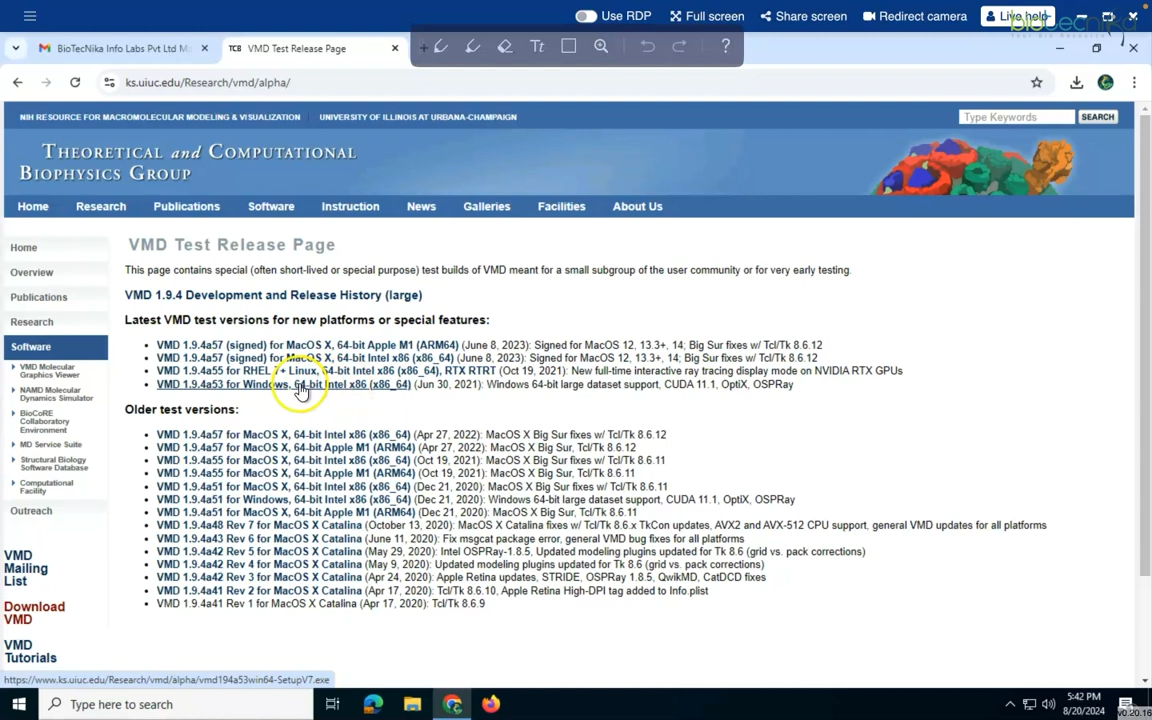 Use RDP
Full screen
Share screen
Redirect camera
Live help
BioTecNika Info Labs Pvt Ltd M
TCB
VMD Test Release Page
Tt
?
ks.uiuc.edu/Research/vmd/alpha/
NIH RESOURCE FOR MACROMOLECULAR MODELING & VISUALIZATION
UNIVERSITY OF ILLINOIS AT URBANA-CHAMPAIGN
Type Keywords
SEARCH
THEORETICAL and COMPUTATIONAL
BIOPHYSICS GROUP
Home
Research
Publications
Software
Instruction
News
Galleries
Facilities
About Us
Home
Overview
Publications
Research
Software
VMD Molecular
Graphics Viewer
NAMD Molecular
Dynamics Simulator
BioCoRE
Collaboratory
Environment
MD Service Suite
Structural Biology
Software Database
Computational
Facility
Outreach
VMD
Mailing
List
Download
VMD
VMD
Tutorials
VMD Test Release Page
This page contains special (often short-lived or special purpose) test builds of VMD meant for a small subgroup of the user community or for very early testing.
VMD 1.9.4 Development and Release History (large)
Latest VMD test versions for new platforms or special features:
VMD 1.9.4a57 (signed) for MacOS X, 64-bit Apple M1 (ARM64) (June 8, 2023): Signed for MacOS 12, 13.3+, 14; Big Sur fixes w/ Tcl/Tk 8.6.12
VMD 1.9.4a57 (signed) for MacOS X, 64-bit Intel x86 (x86_64) (June 8, 2023): Signed for MacOS 12, 13.3+, 14; Big Sur fixes w/ Tcl/Tk 8.6.12
VMD 1.9.4a55 for RHEL 7+ Linux, 64-bit Intel x86 (x86_64), RTX RTRT (Oct 19, 2021): New full-time interactive ray tracing display mode on NVIDIA RTX GPUs
VMD 1.9.4a53 for Windows, 64-bit Intel x86 (x86_64) (Jun 30, 2021): Windows 64-bit large dataset support, CUDA 11.1, OptiX, OSPRay
Older test versions:
VMD 1.9.4a57 for MacOS X, 64-bit Intel x86 (x86_64) (Apr 27, 2022): MacOS X Big Sur fixes w/ Tcl/Tk 8.6.12
VMD 1.9.4a57 for MacOS X, 64-bit Apple M1 (ARM64) (Apr 27, 2022): MacOS X Big Sur fixes w/ Tcl/Tk 8.6.12
VMD 1.9.4a55 for MacOS X, 64-bit Intel x86 (x86_64) (Oct 19, 2021): MacOS X Big Sur fixes w/ Tcl/Tk 8.6.11
VMD 1.9.4a55 for MacOS X, 64-bit Apple M1 (ARM64) (Oct 19, 2021): MacOS X Big Sur, Tcl/Tk 8.6.11
VMD 1.9.4a51 for MacOS X, 64-bit Intel x86 (x86_64) (Dec 21, 2020): MacOS X Big Sur fixes w/ Tcl/Tk 8.6.11
VMD 1.9.4a51 for Windows, 64-bit Intel x86 (x86_64) (Dec 21, 2020): Windows 64-bit large dataset support, CUDA 11.1, OptiX, OSPRay
VMD 1.9.4a51 for MacOS X, 64-bit Apple M1 (ARM64) (Dec 21, 2020): MacOS X Big Sur, Tcl/Tk 8.6.11
VMD 1.9.4a48 Rev 7 for MacOS X Catalina (October 13, 2020): MacOS X Catalina fixes w/ Tcl/Tk 8.6.x TkCon updates, AVX2 and AVX-512 CPU support, general VMD updates for all platforms
VMD 1.9.4a43 Rev 6 for MacOS X Catalina (June 11, 2020): Fix msgcat package error, general VMD bug fixes for all platforms
VMD 1.9.4a42 Rev 5 for MacOS X Catalina (May 29, 2020): Intel OSPRay-1.8.5, Updated modeling plugins updated for Tk 8.6 (grid vs. pack corrections)
VMD 1.9.4a42 Rev 4 for MacOS X Catalina (May 9, 2020): Updated modeling plugins updated for Tk 8.6 (grid vs. pack corrections)
VMD 1.9.4a42 Rev 3 for MacOS X Catalina (Apr 24, 2020): Apple Retina updates, STRIDE, OSPRay 1.8.5, QwikMD, CatDCD fixes
VMD 1.9.4a41 Rev 2 for MacOS X Catalina (Apr 17, 2020): Tcl/Tk 8.6.10, Apple Retina High-DPI tag added to Info.plist
VMD 1.9.4a41 Rev 1 for MacOS X Catalina (Apr 17, 2020): Tcl/Tk 8.6.9
https://www.ks.uiuc.edu/Research/vmd/alpha/vmd194a53win64-SetupV7.exe
Type here to search
5:42 PM
8/20/2024
v0.20.16